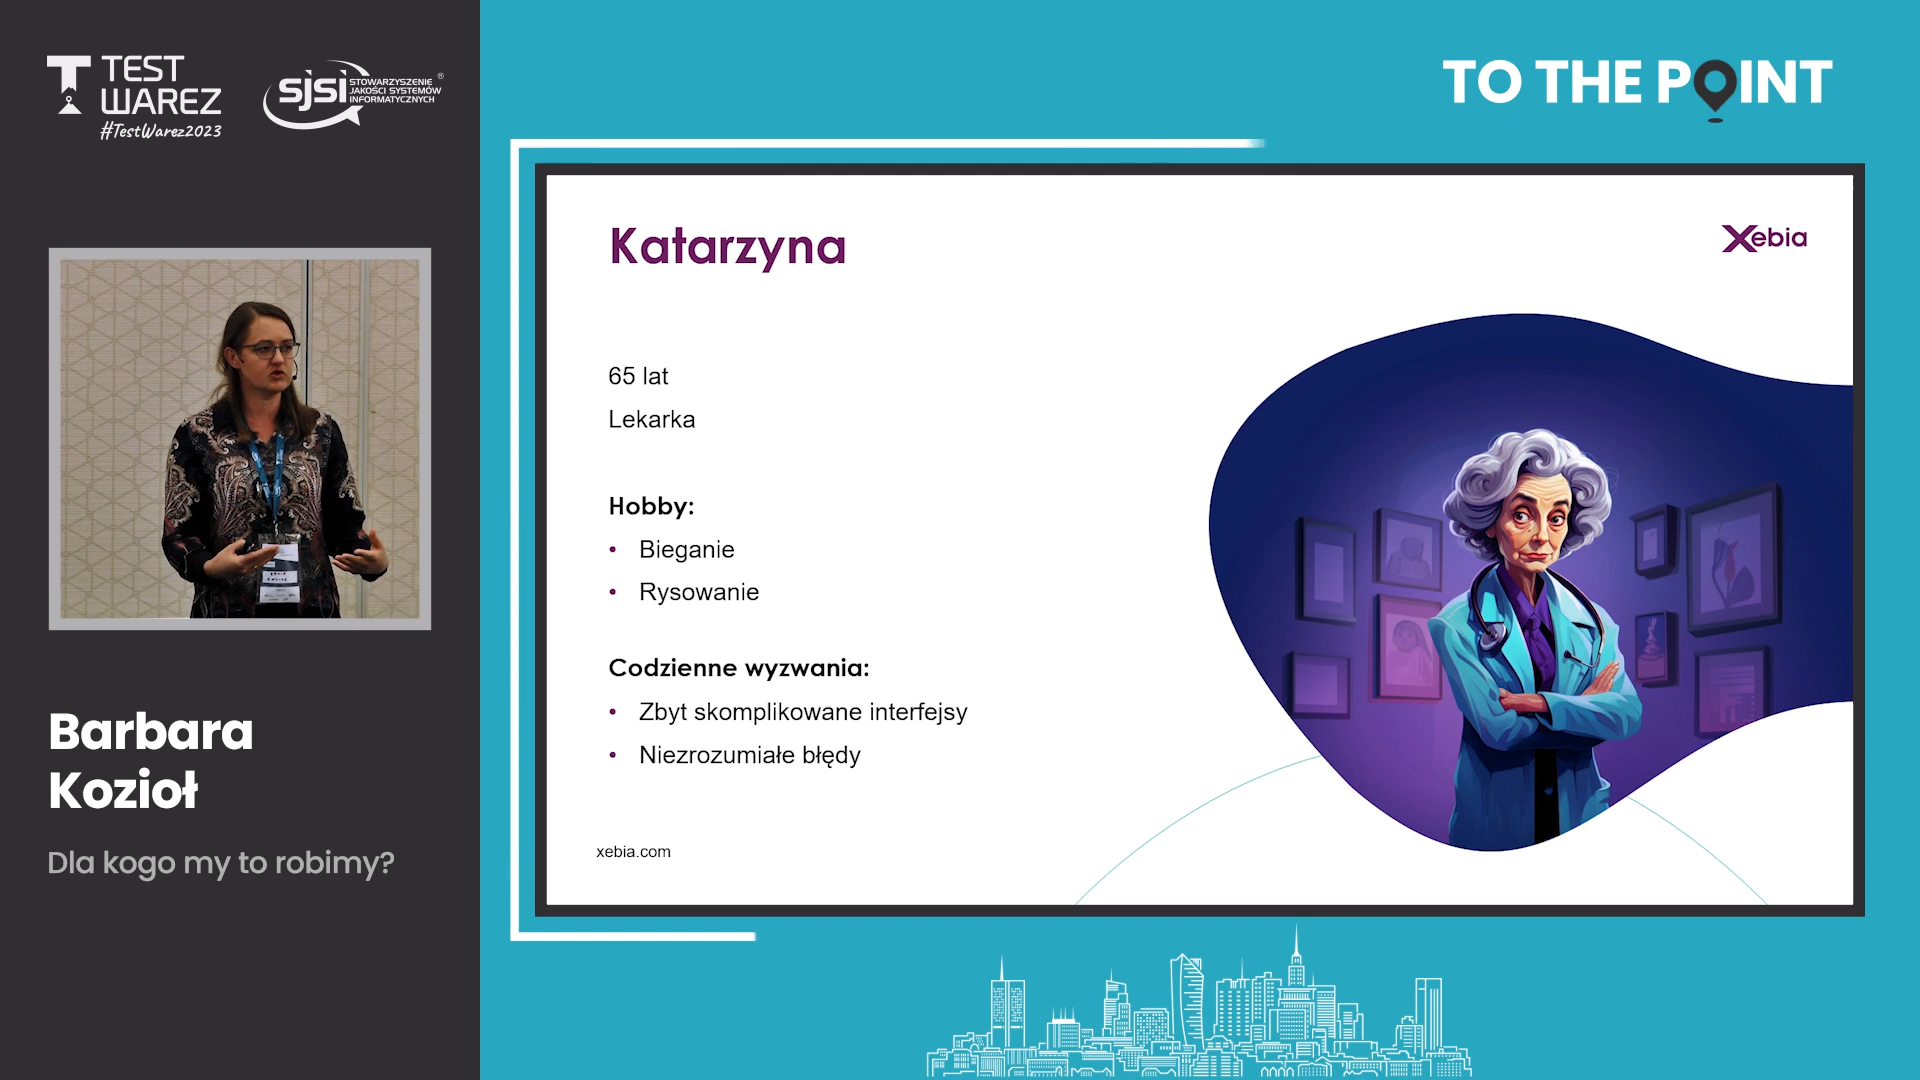 TEST
WAREZ
#TestWarez2023
sjsi
STOWARZYSZENIE
JAKOŚCI SYSTEMÓW
INFORMATYCZNYCH
®
TO THE POINT
Katarzyna
Xebia
65 lat
Lekarka
Hobby:
• Bieganie
• Rysowanie
Codzienne wyzwania:
• Zbyt skomplikowane interfejsy
• Niezrozumiałe błędy
xebia.com
Barbara
Kozioł
Dla kogo my to robimy?